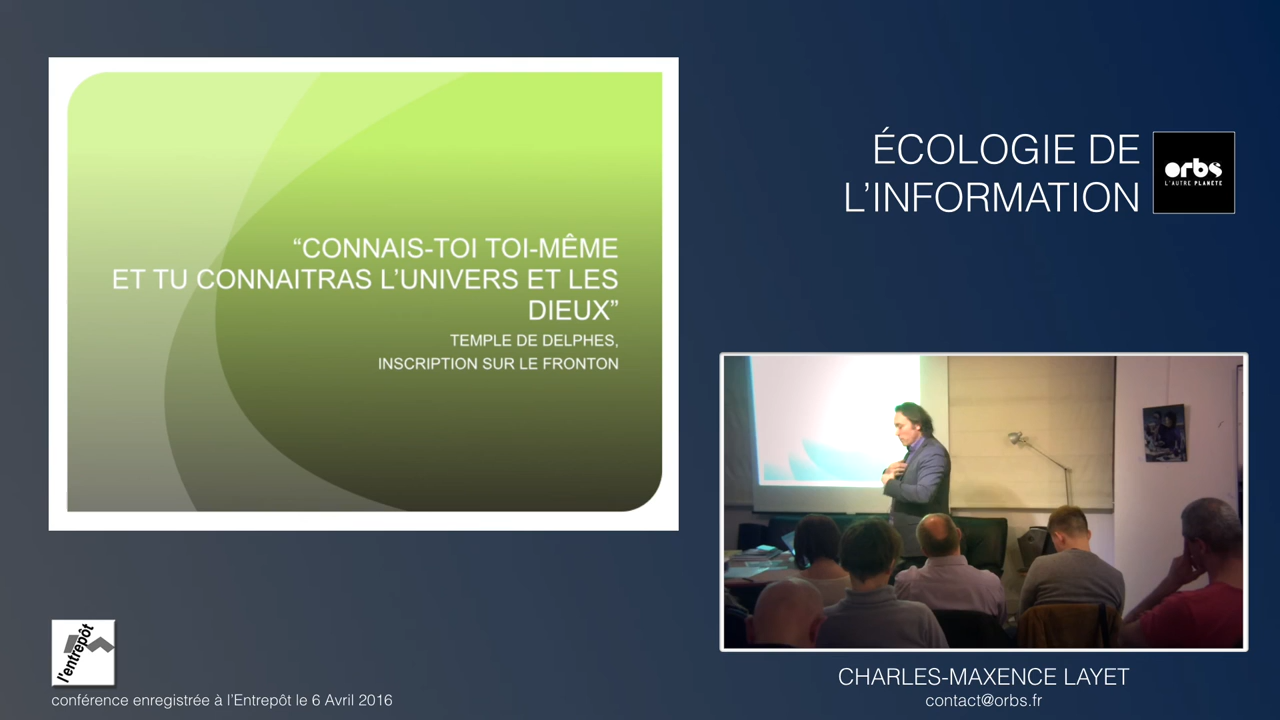 “CONNAIS-TOI TOI-MÊME
ET TU CONNAITRAS L’UNIVERS ET LES
DIEUX”
TEMPLE DE DELPHES,
INSCRIPTION SUR LE FRONTON
ÉCOLOGIE DE
L’INFORMATION
orbs
L'AUTRE PLANETE
CHARLES-MAXENCE LAYET
contact@orbs.fr
l'entrepôt
conférence enregistrée à l’Entrepôt le 6 Avril 2016